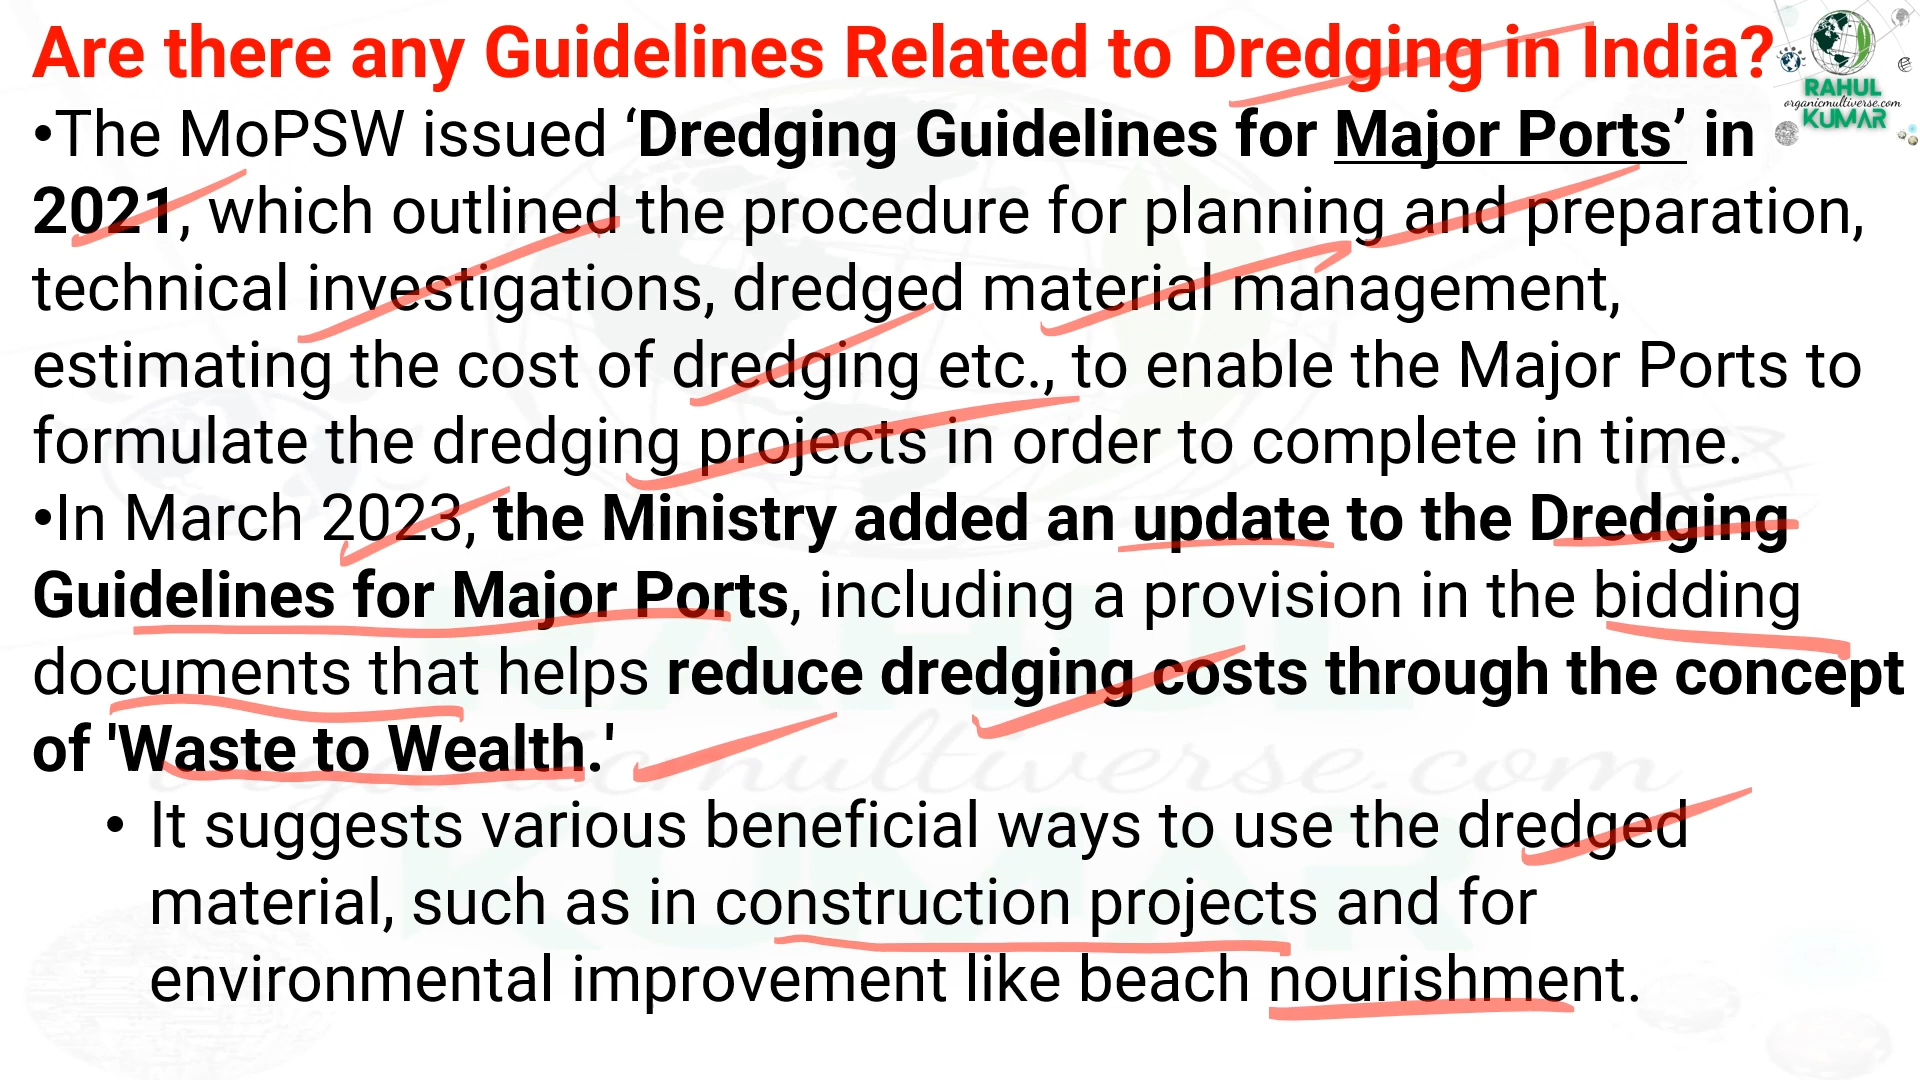 Are there any Guidelines Related to Dredging in India?
RAHUL
organicmultiverse.com
KUMAR
•The MoPSW issued ‘Dredging Guidelines for Major Ports’ in
2021, which outlined the procedure for planning and preparation,
technical investigations, dredged material management,
estimating the cost of dredging etc., to enable the Major Ports to
formulate the dredging projects in order to complete in time.
•In March 2023, the Ministry added an update to the Dredging
Guidelines for Major Ports, including a provision in the bidding
documents that helps reduce dredging costs through the concept
of 'Waste to Wealth.'
• It suggests various beneficial ways to use the dredged
material, such as in construction projects and for
environmental improvement like beach nourishment.
RAHUL
organicmultiverse.com
KUMAR